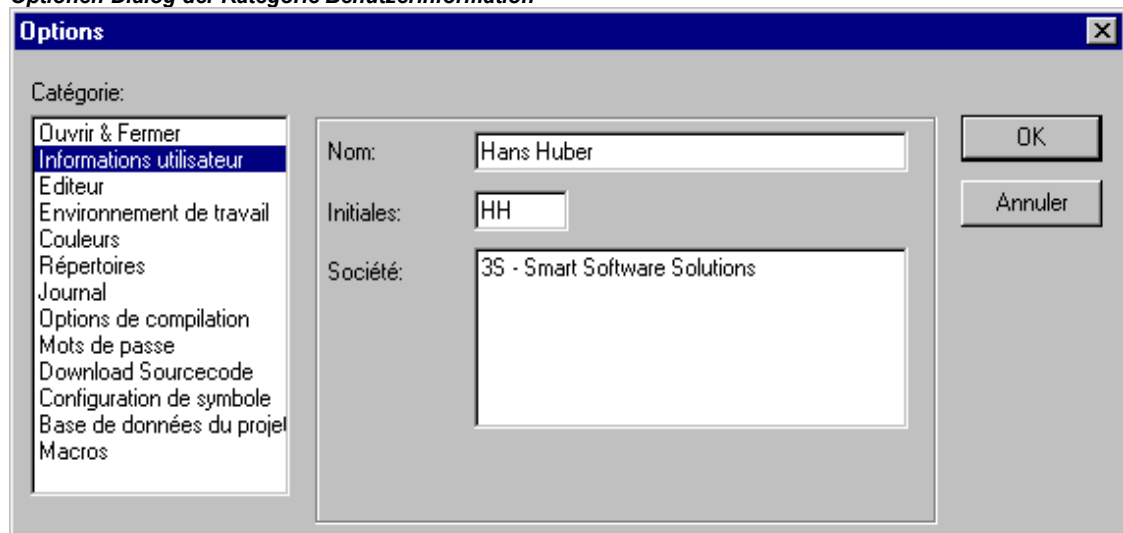 Optionen Dialog der Kategorie Benutzerinformation
Options
Catégorie:
Ouvrir & Fermer
Informations utilisateur
Editeur
Environnement de travail
Couleurs
Répertoires
Journal
Options de compilation
Mots de passe
Download Sourcecode
Configuration de symbole
Base de données du projet
Macros
Nom:
Hans Huber
Initiales:
HH
Société:
3S - Smart Software Solutions
OK
Annuler